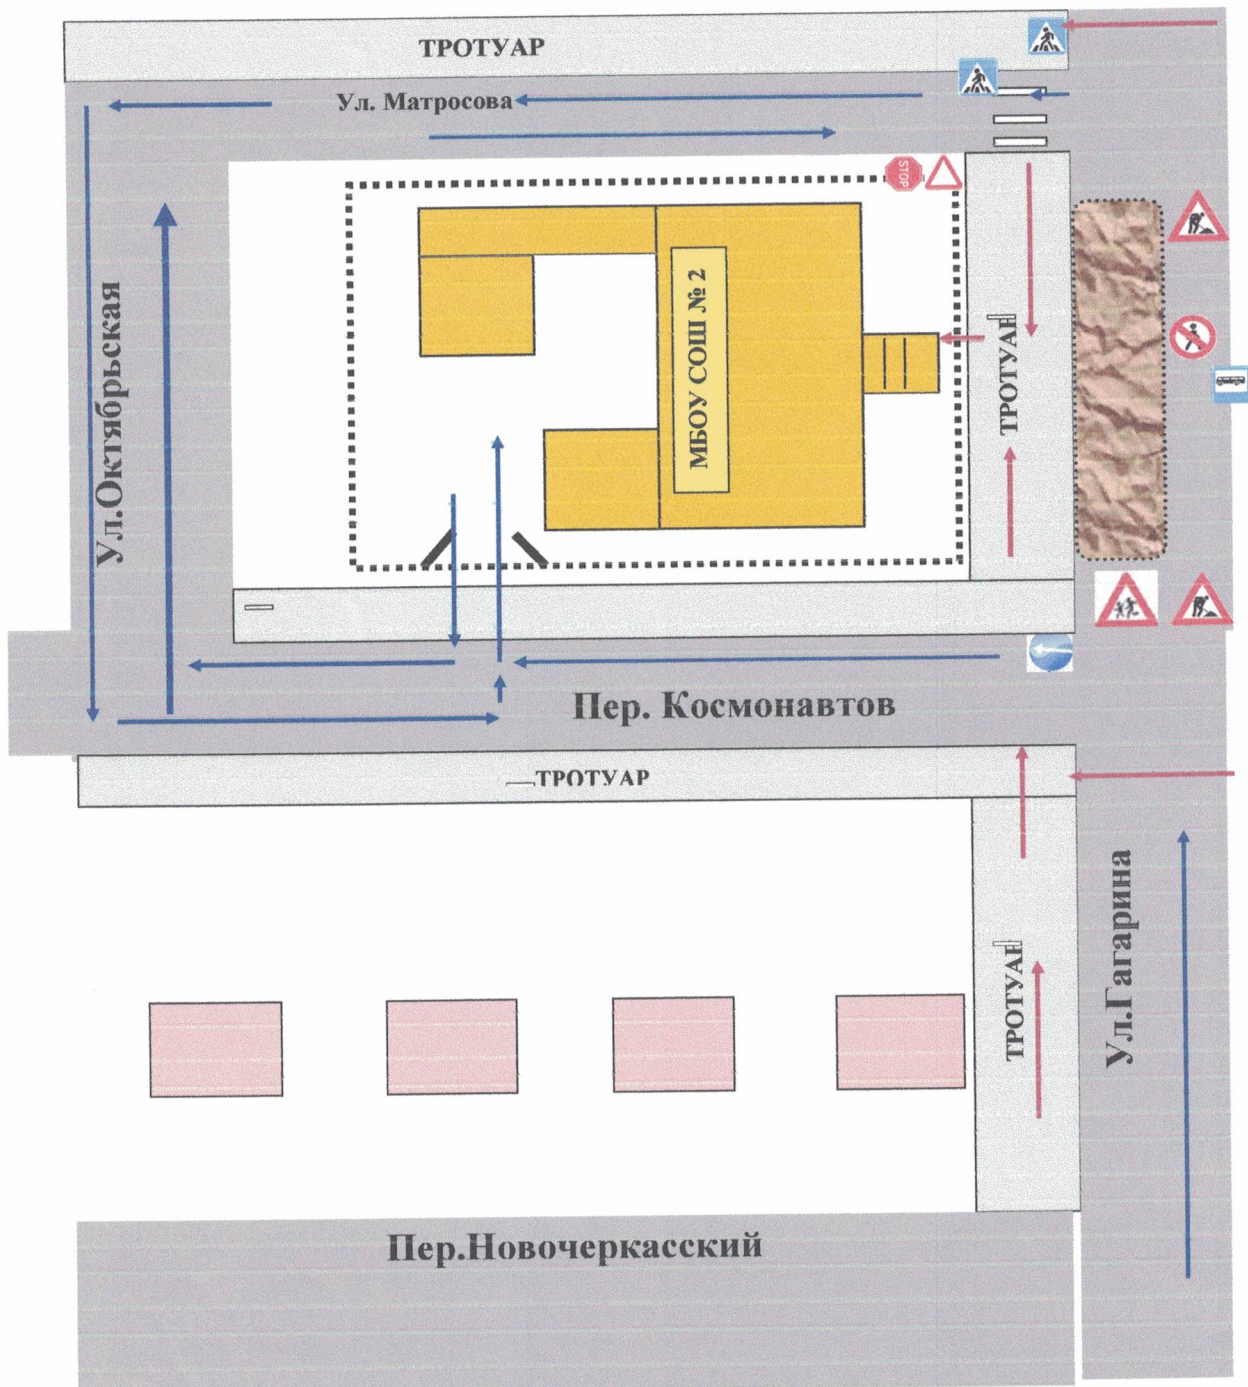 ТРОТУАР
Ул. Матросова
STOP
Ул.Октябрьская
МБОУ СОШ № 2
ТРОТУАР
Пер. Космонавтов
ТРОТУАР
ТРОТУАР
Ул.Гагарина
Пер.Новочеркасский